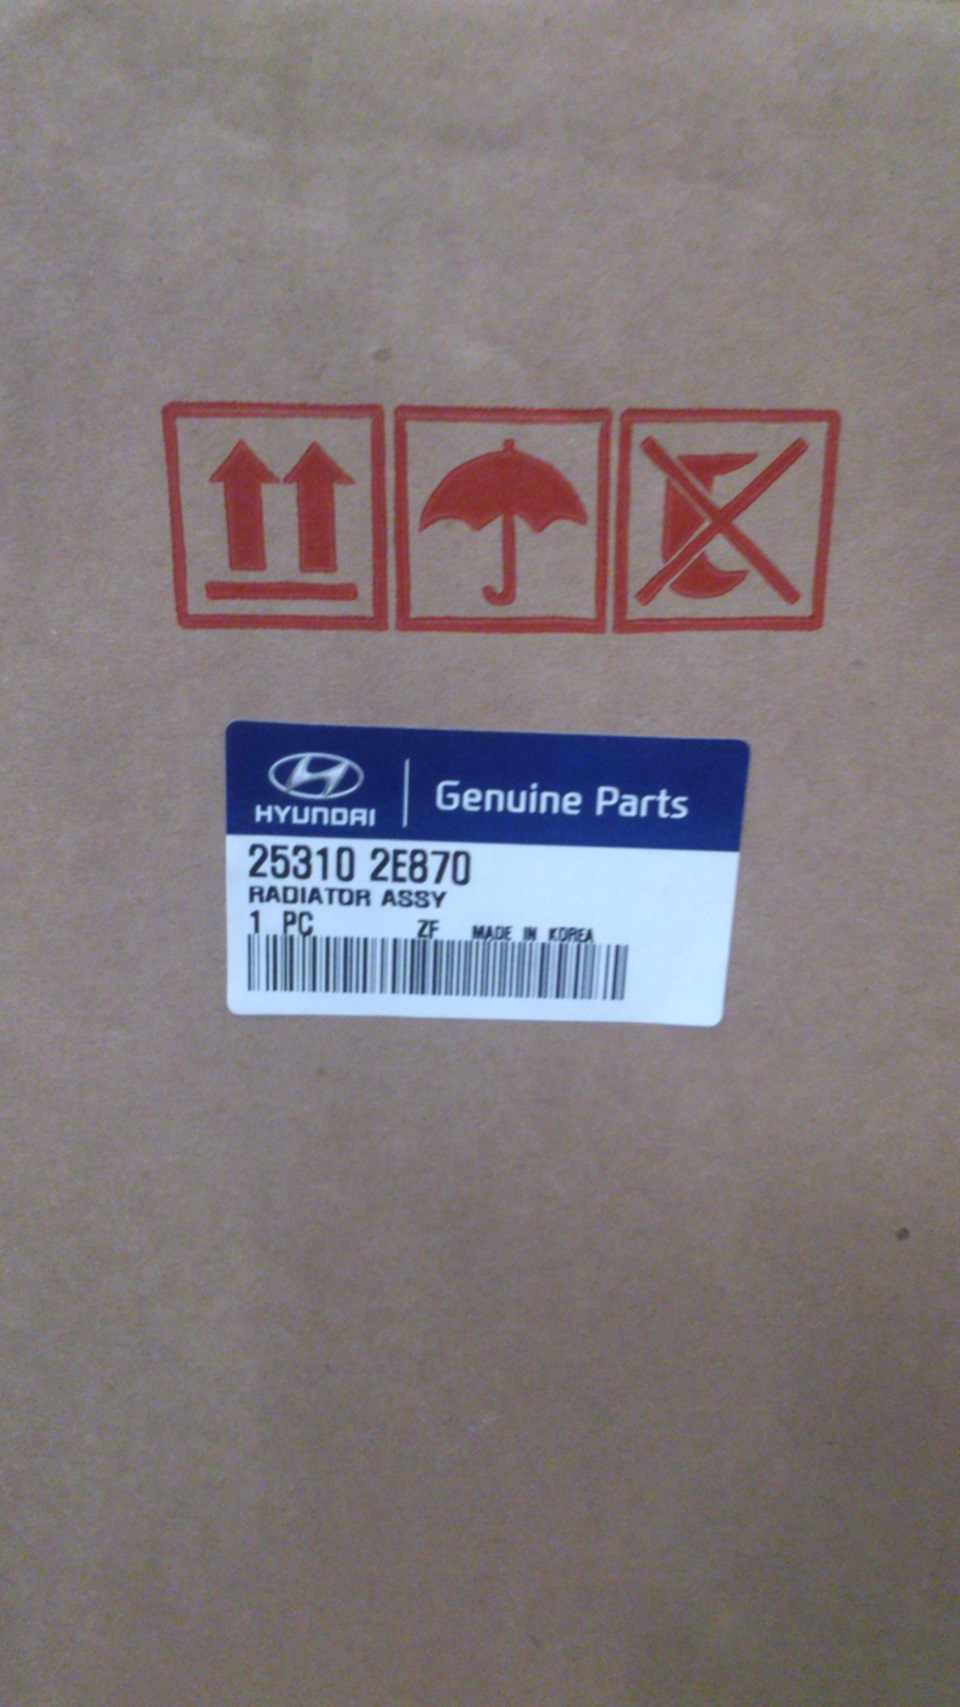 HYUNDAI
Genuine Parts
25310 2E870
RADIATOR ASSY
1 PC ZF MADE IN KOREA